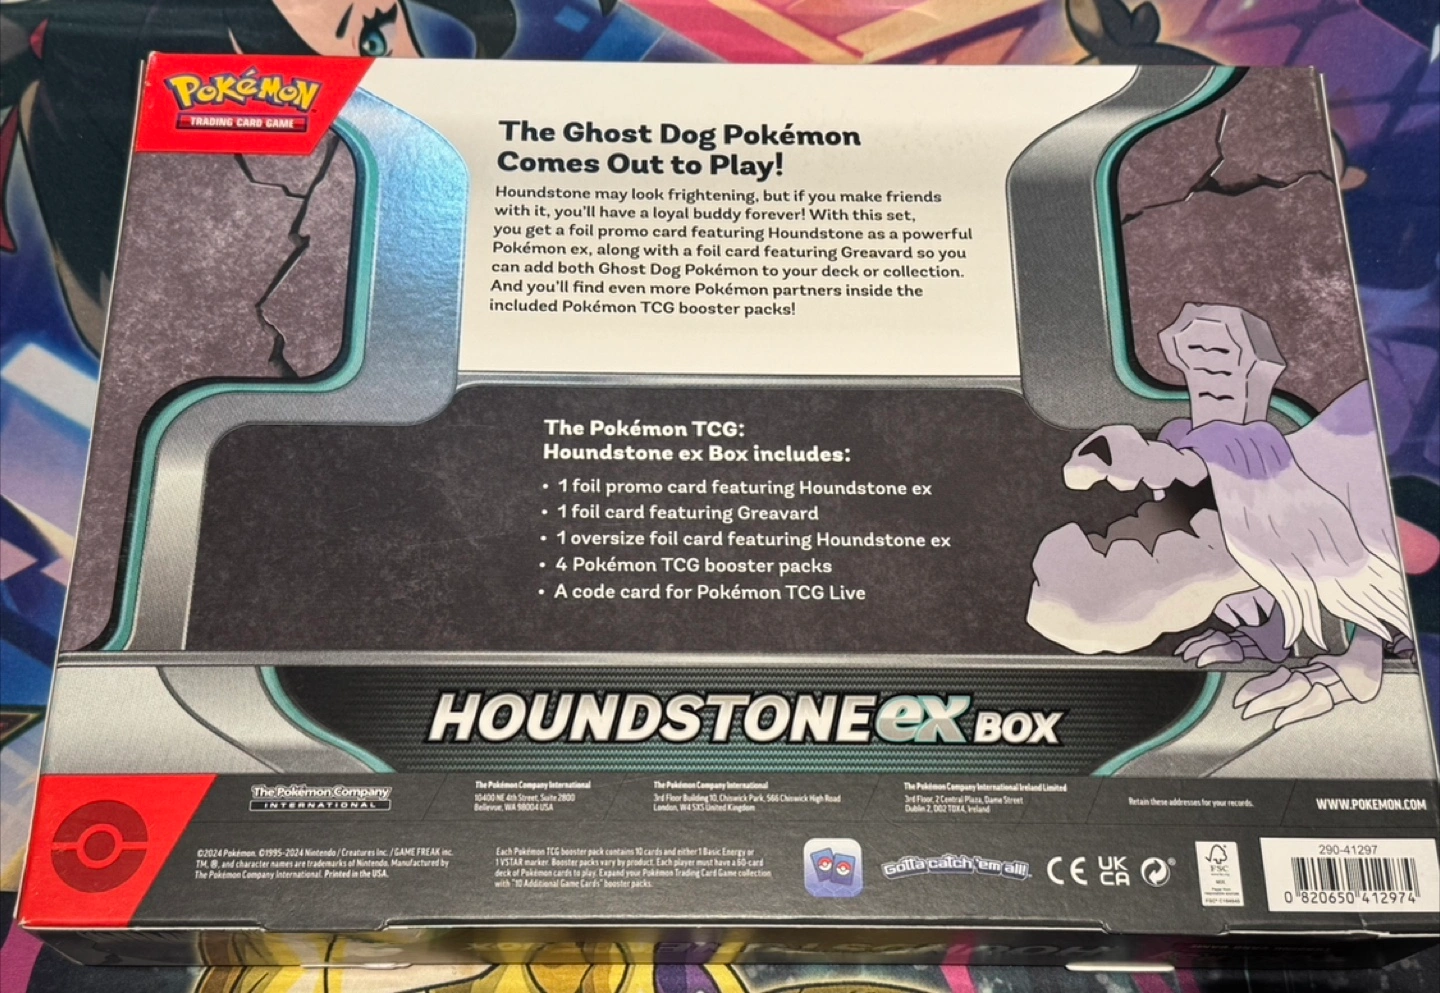 POKéMON
TRADING CARD GAME
The Ghost Dog Pokémon
Comes Out to Play!
Houndstone may look frightening, but if you make friends
with it, you'll have a loyal buddy forever! With this set,
you get a foil promo card featuring Houndstone as a powerful
Pokémon ex, along with a foil card featuring Greavard so you
can add both Ghost Dog Pokémon to your deck or collection.
And you'll find even more Pokémon partners inside the
included Pokémon TCG booster packs!
The Pokémon TCG:
Houndstone ex Box includes:
• 1 foil promo card featuring Houndstone ex
• 1 foil card featuring Greavard
• 1 oversize foil card featuring Houndstone ex
• 4 Pokémon TCG booster packs
• A code card for Pokémon TCG Live
HOUNDSTONE ex BOX
The Pokémon Company
INTERNATIONAL
The Pokémon Company International
10400 NE 4th Street, Suite 2800
Bellevue, WA 98004 USA
The Pokémon Company International
3rd Floor Building 10, Chiswick Park, 566 Chiswick High Road
London, W4 5XS United Kingdom
The Pokémon Company International Ireland Limited
3rd Floor, 2 Central Plaza, Dame Street
Dublin 2, D02 T0X4, Ireland
Retain these addresses for your records.
WWW.POKEMON.COM
©2024 Pokémon. ©1995-2024 Nintendo / Creatures Inc. / GAME FREAK inc.
TM, ®, and character names are trademarks of Nintendo. Manufactured by
The Pokémon Company International. Printed in the USA.
Each Pokémon TCG booster pack contains 10 cards and either 1 Basic Energy or
1 VSTAR marker. Booster packs vary by product. Each player must have a 60-card
deck of Pokémon cards to play. Expand your Pokémon Trading Card Game collection
with "10 Additional Game Cards" booster packs.
Gotta catch 'em all!
CE
UK
CA
FSC
290-41297
0 820650 412974